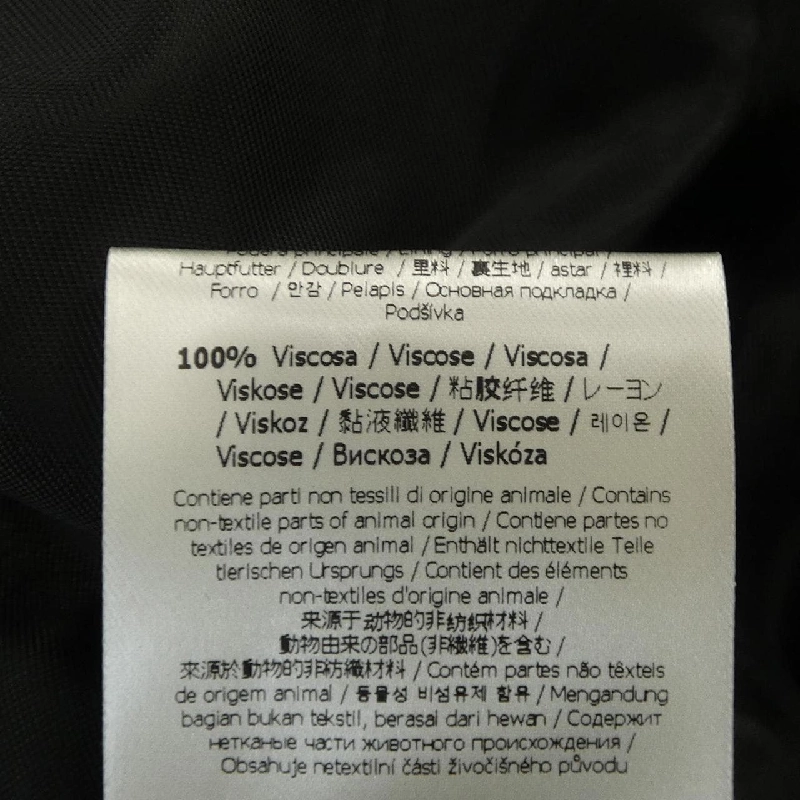 principale / Lining / Forro principal /
Hauptfutter / Doublure / 里料 / 裏生地 / astar / 裡料 /
Forro / 안감 / Pelapis / Основная подкладка /
Podšívka
100% Viscosa / Viscose / Viscosa /
Viskose / Viscose / 粘胶纤维 / レーヨン
/ Viskoz / 黏液纖維 / Viscose / 레이온 /
Viscose / Вискоза / Viskóza
Contiene parti non tessili di origine animale / Contains
non-textile parts of animal origin / Contiene partes no
textiles de origen animal / Enthält nichttextile Teile
tierischen Ursprungs / Contient des éléments
non-textiles d'origine animale /
来源于动物的非纺织材料 /
動物由来の部品(非繊維)を含む /
來源於動物的非紡織材料 / Contém partes não têxteis
de origem animal / 동물성 비섬유제 함유 / Mengandung
bagian bukan tekstil, berasal dari hewan / Содержит
нетканые части животного происхождения /
Obsahuje netextilní části živočišného původu